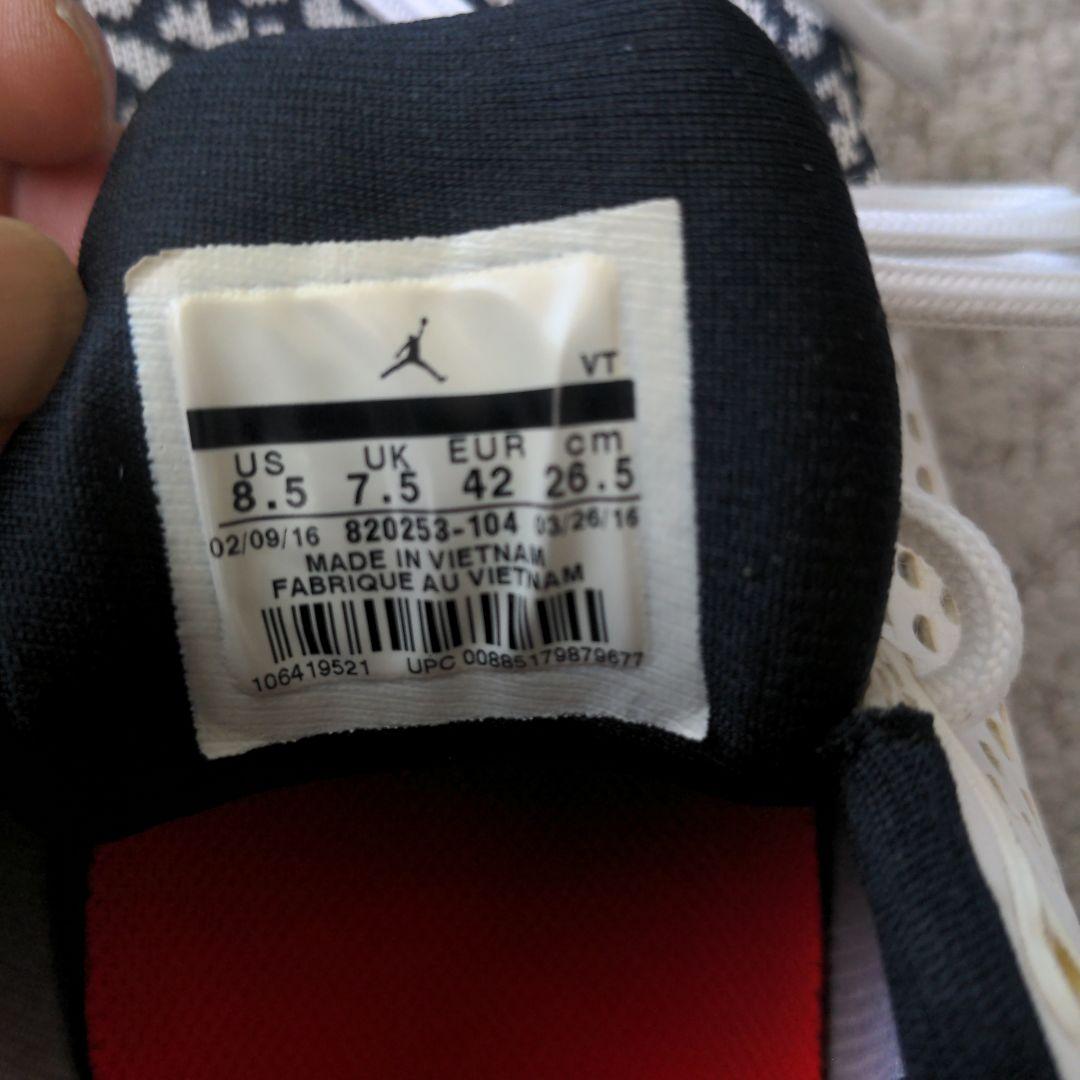 VT
US UK EUR cm
8.5 7.5 42 26.5
02/09/16 820253-104 03/26/16
MADE IN VIETNAM
FABRIQUE AU VIETNAM
106419521 UPC 00885179879677